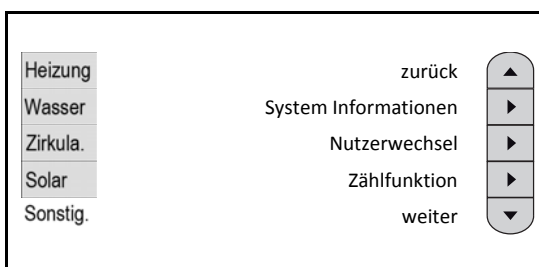 Heizung zurück
Wasser System Informationen
Zirkula. Nutzerwechsel
Solar Zählfunktion
Sonstig. weiter